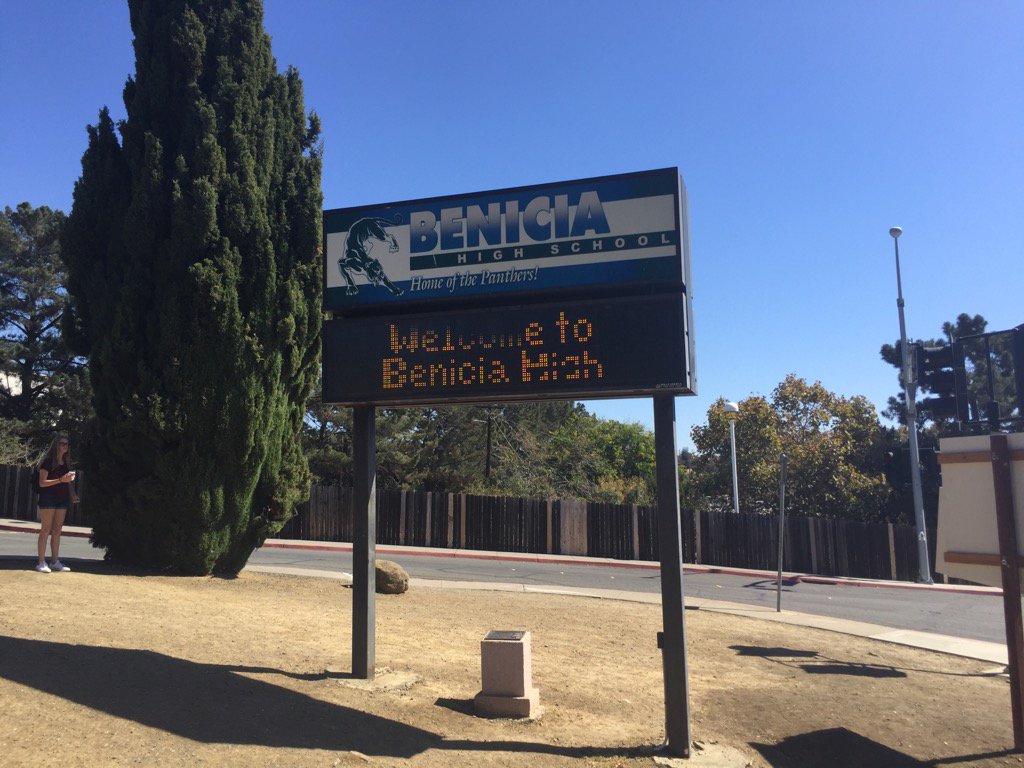 BENICIA
HIGH SCHOOL
Home of the Panthers!
Welcome to
Benicia High